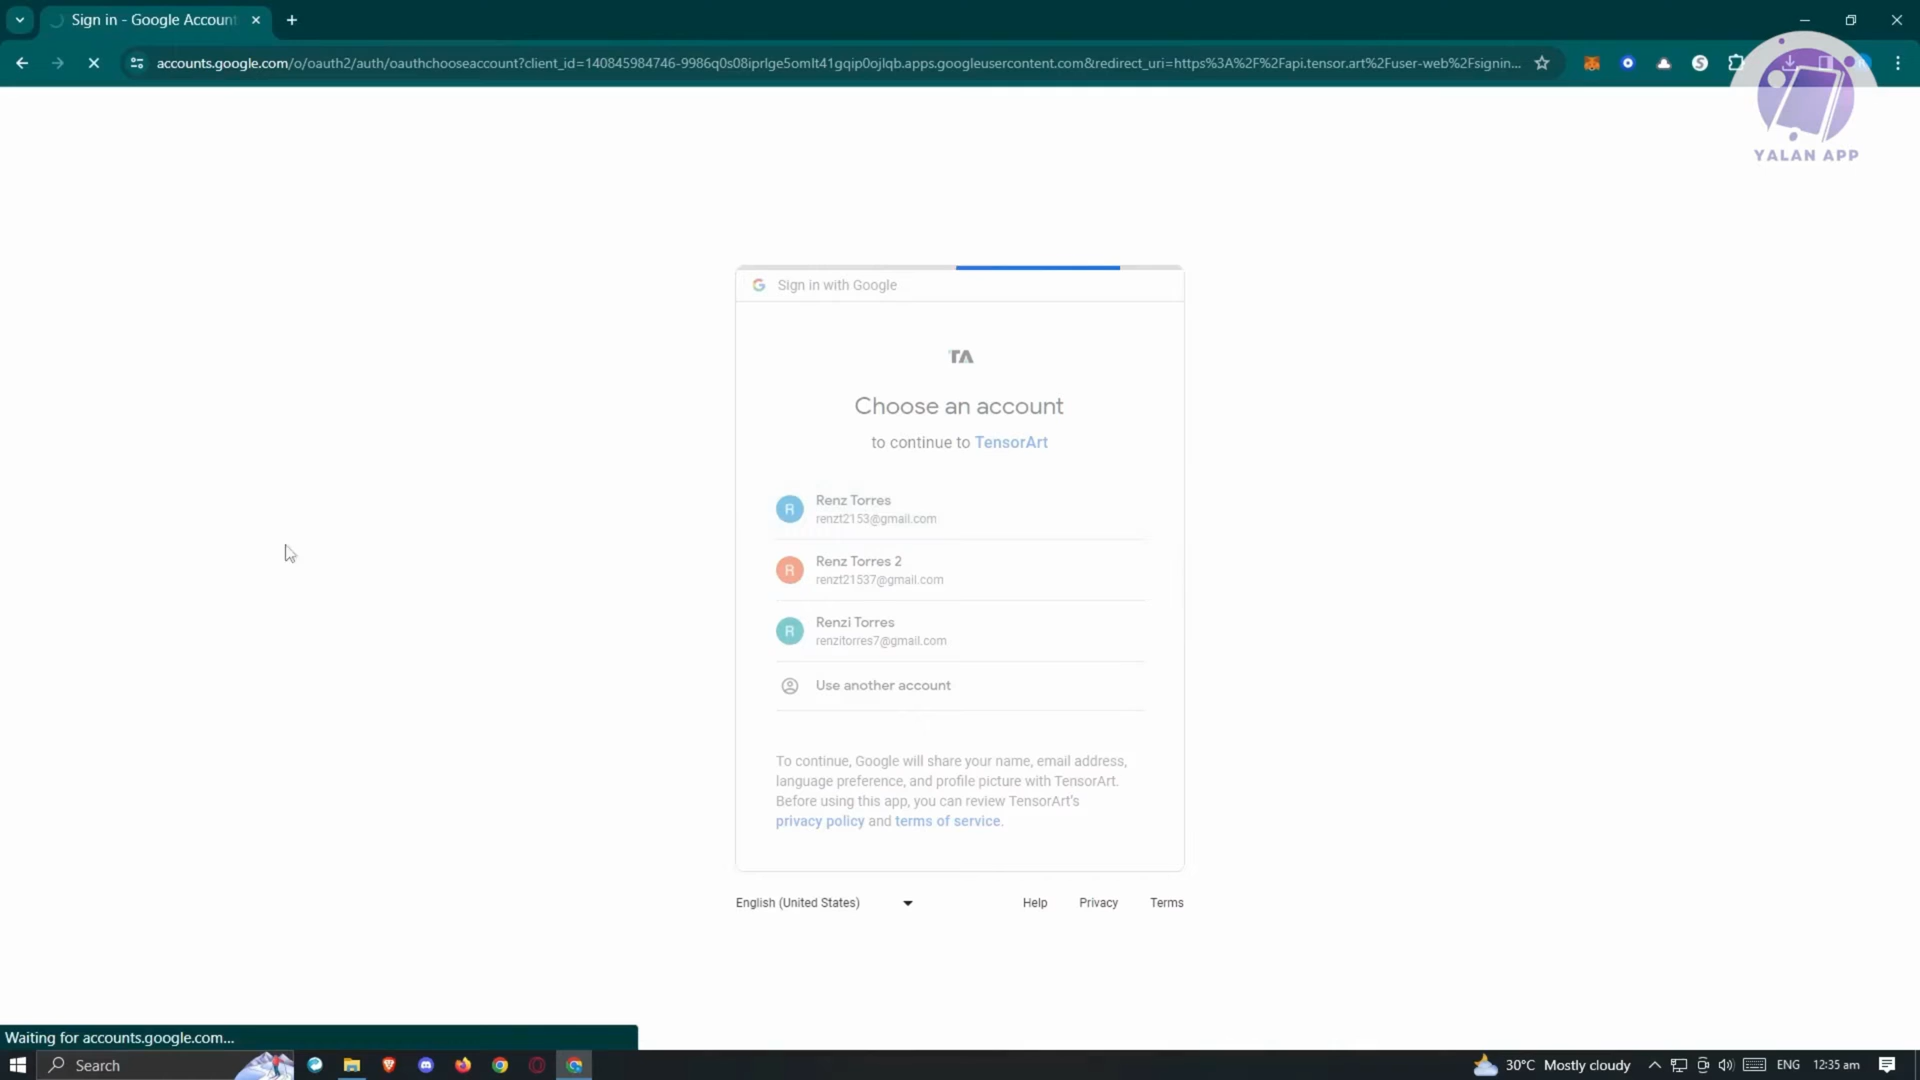 Sign in - Google Accoun
accounts.google.com/o/oauth2/auth/oauthchooseaccount?client_id=140845984746-9986q0s08iprlge5omlt41gqip0ojlqb.apps.googleusercontent.com&redirect_uri=https%3A%2F%2Fapi.tensor.art%2Fuser-web%2Fsignin...
YALAN APP
Sign in with Google
TA
Choose an account
to continue to TensorArt
R
Renz Torres
renzt2153@gmail.com
R
Renz Torres 2
renzt21537@gmail.com
R
Renzi Torres
renzitorres7@gmail.com
Use another account
To continue, Google will share your name, email address,
language preference, and profile picture with TensorArt.
Before using this app, you can review TensorArt's
privacy policy and terms of service.
English (United States)
Help
Privacy
Terms
Waiting for accounts.google.com...
Search
30°C Mostly cloudy
ENG
12:35 am